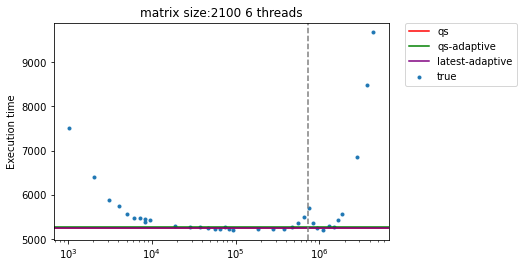 matrix size:2100 6 threads
qs
qs-adaptive
latest-adaptive
true
Execution time
9000
8000
7000
6000
5000
10³
10⁴
10⁵
10⁶